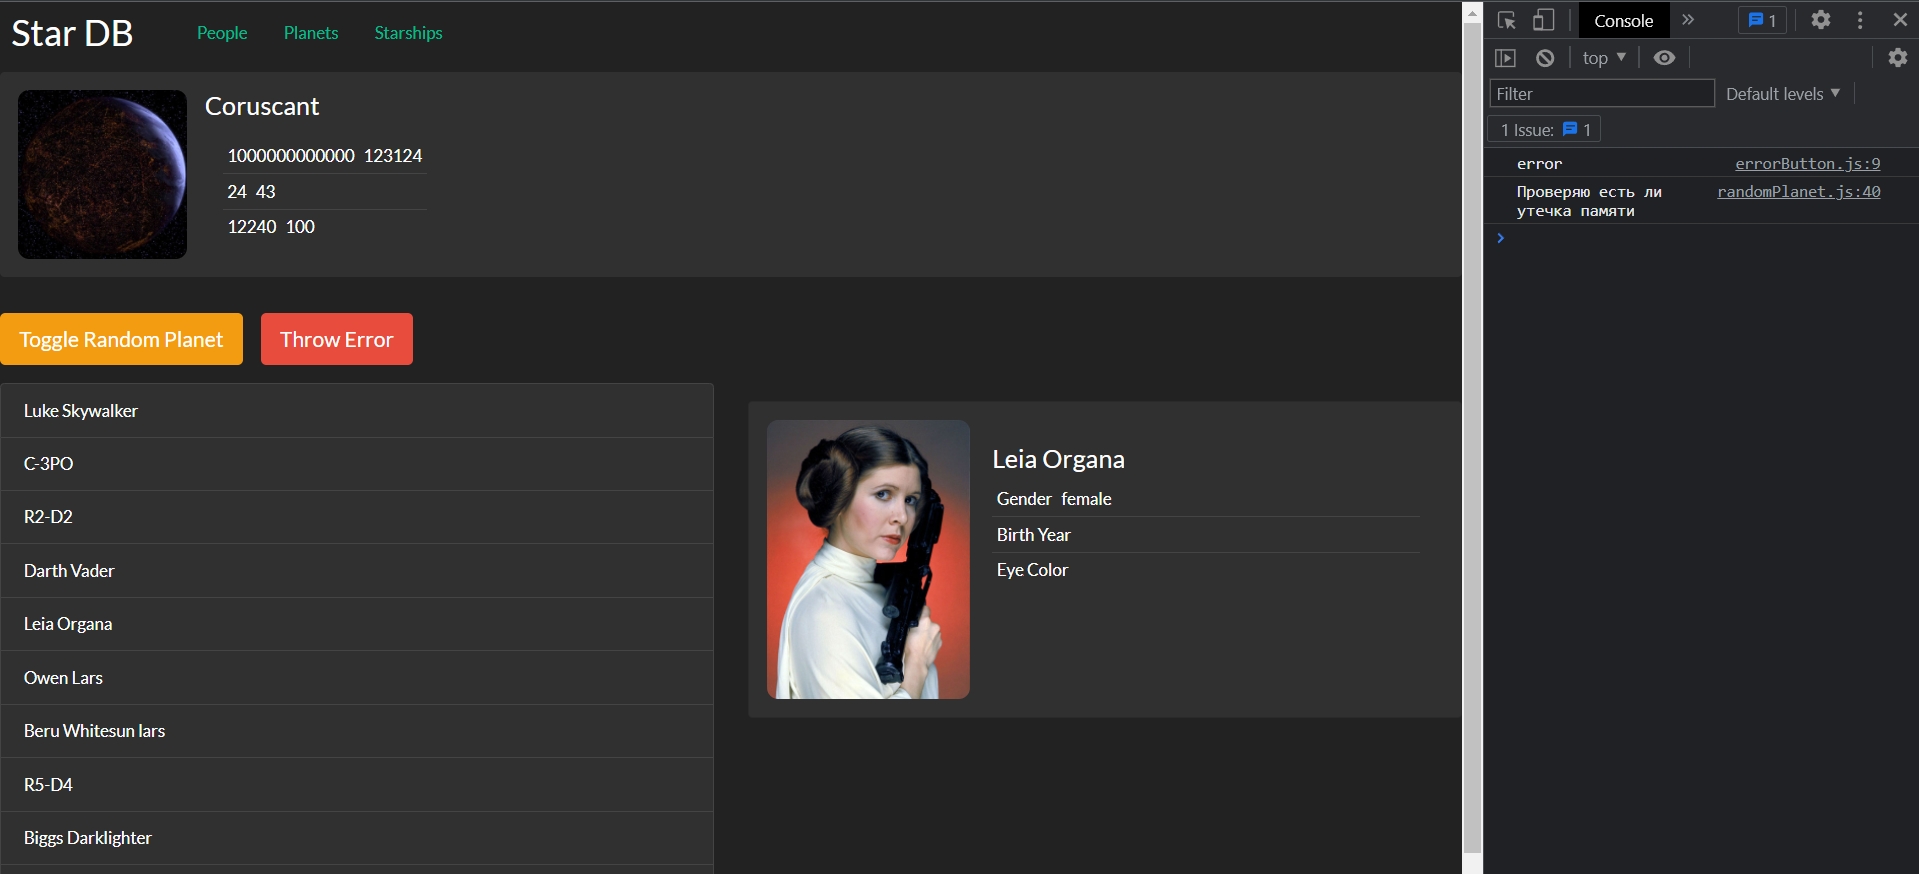 Star DB
People Planets Starships
Coruscant
1000000000000 123124
24 43
12240 100
Toggle Random Planet
Throw Error
Luke Skywalker
C-3PO
R2-D2
Darth Vader
Leia Organa
Owen Lars
Beru Whitesun lars
R5-D4
Biggs Darklighter
Leia Organa
Gender female
Birth Year
Eye Color
Console 1
top
Filter Default levels
1 Issue: 1
error errorButton.js:9
Проверяю есть ли randomPlanet.js:40
утечка памяти